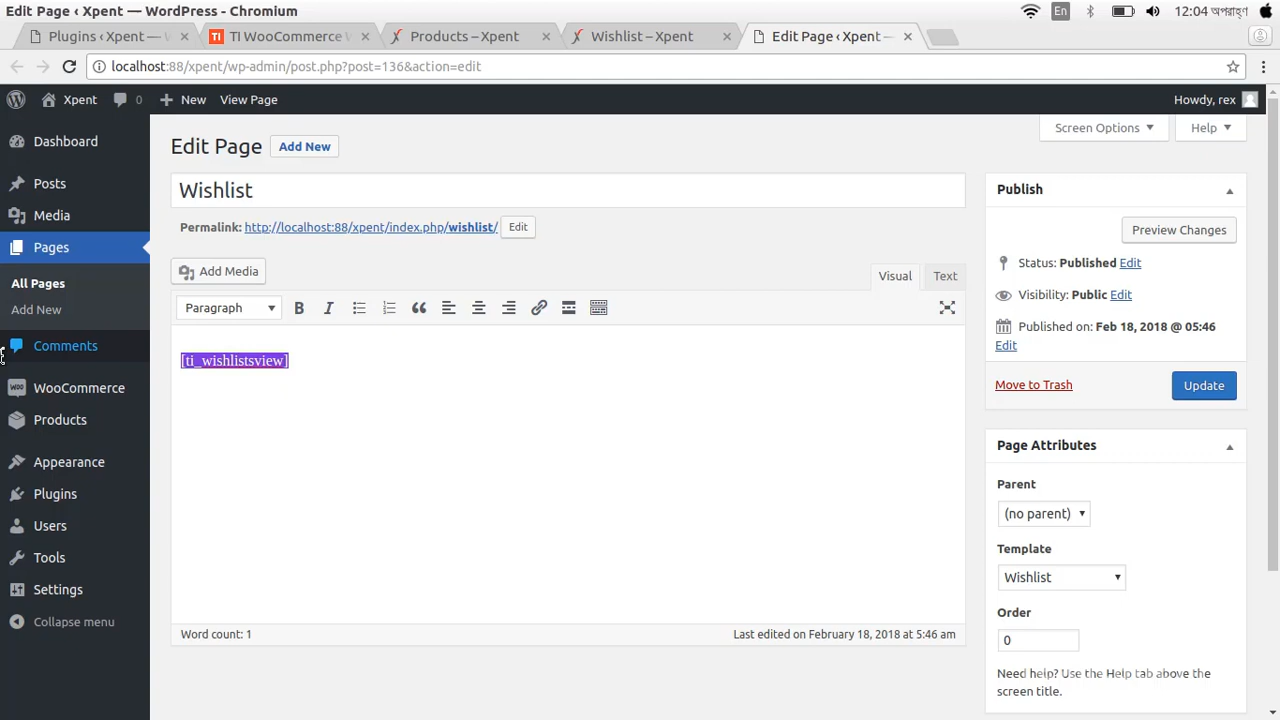 Edit Page ‹ Xpent — WordPress - Chromium
En
12:04 অপরাহ্ণ
Plugins ‹ Xpent — W
TI
TI WooCommerce W
Products – Xpent
Wishlist – Xpent
Edit Page ‹ Xpent —
localhost:88/xpent/wp-admin/post.php?post=136&action=edit
Xpent
0
New
View Page
Howdy, rex
Screen Options
Help
Dashboard
Posts
Media
Pages
All Pages
Add New
Comments
WOO
WooCommerce
Products
Appearance
Plugins
Users
Tools
Settings
Collapse menu
Edit Page
Add New
Wishlist
Permalink: http://localhost:88/xpent/index.php/wishlist/
Edit
Add Media
Visual
Text
Paragraph
B
I
[ti_wishlistsview]
Word count: 1
Last edited on February 18, 2018 at 5:46 am
Publish
Preview Changes
Status: Published Edit
Visibility: Public Edit
Published on: Feb 18, 2018 @ 05:46
Edit
Move to Trash
Update
Page Attributes
Parent
(no parent)
Template
Wishlist
Order
0
Need help? Use the Help tab above the
screen title.